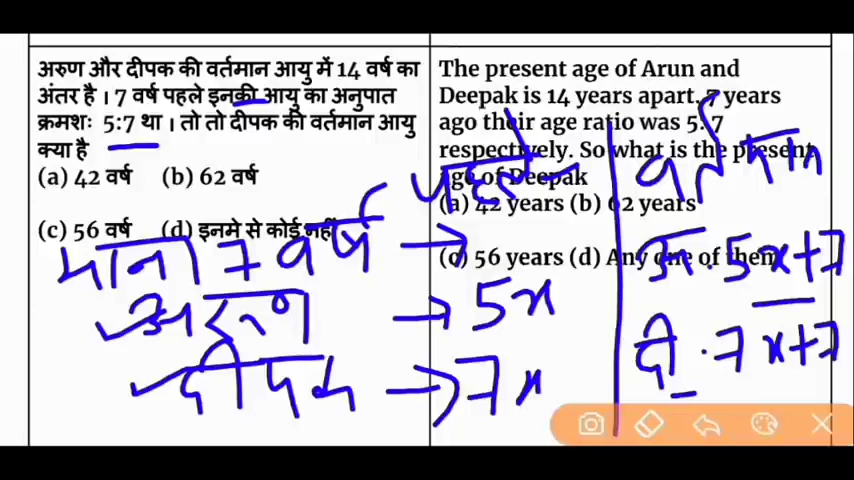 अरुण और दीपक की वर्तमान आयु में 14 वर्ष का
अंतर है । 7 वर्ष पहले इनकी आयु का अनुपात
क्रमशः 5:7 था । तो तो दीपक की वर्तमान आयु
क्या है
(a) 42 वर्ष (b) 62 वर्ष
(c) 56 वर्ष (d) इनमे से कोई नहीं
The present age of Arun and
Deepak is 14 years apart. 7 years
ago their age ratio was 5:7
respectively. So what is the present
age of Deepak
(a) 42 years (b) 62 years
(c) 56 years (d) Any one of them
माना 7 वर्ष पहले →
अरुण → 5x
दीपक → 7x
वर्तमान
अ. 5x+7
दी. 7x+7